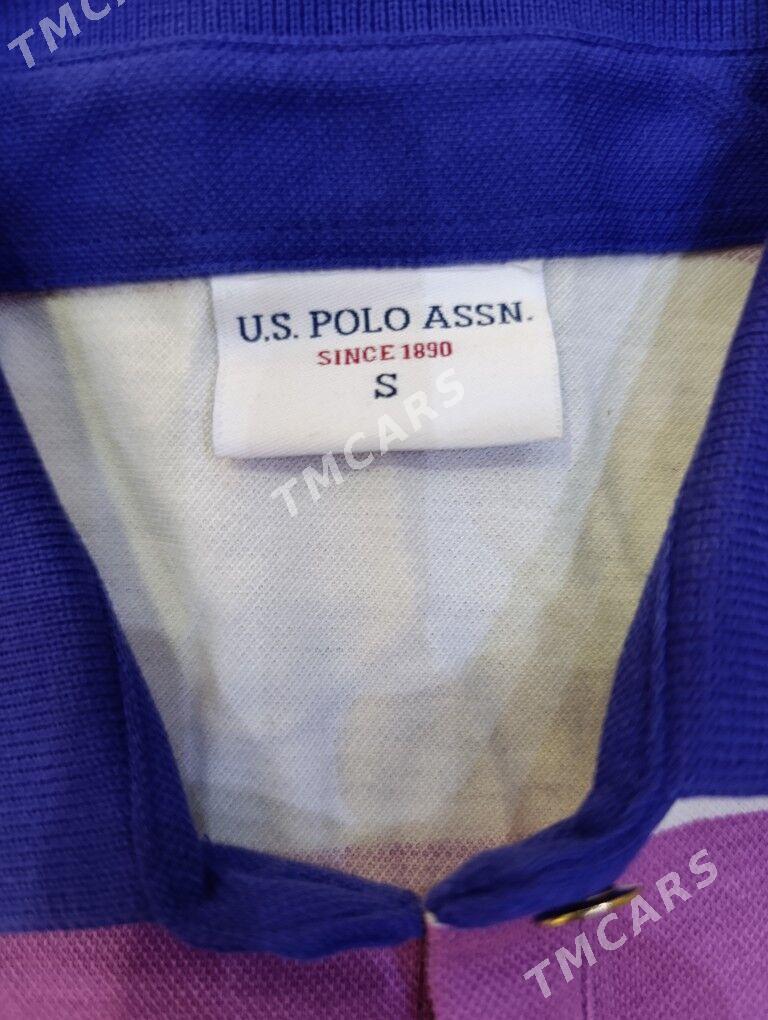 TMCARS
U.S. POLO ASSN.
SINCE 1890
S
TMCARS
TMCARS